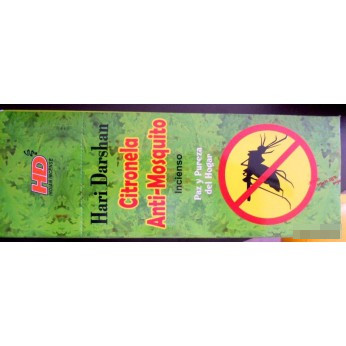 HD
Hari Darshan
Citronela
Anti-Mosquito
Incienso
Paz y Pureza
del Hogar